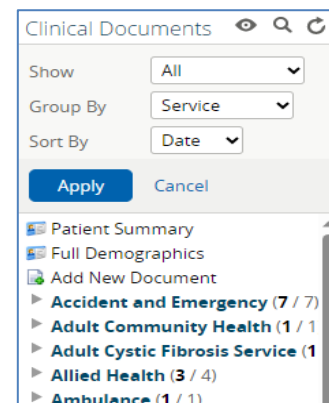 Clinical Documents
Show All
Group By Service
Sort By Date
Apply Cancel
Patient Summary
Full Demographics
Add New Document
Accident and Emergency (7 / 7)
Adult Community Health (1 / 1
Adult Cystic Fibrosis Service (1
Allied Health (3 / 4)
Ambulance (1 / 1)